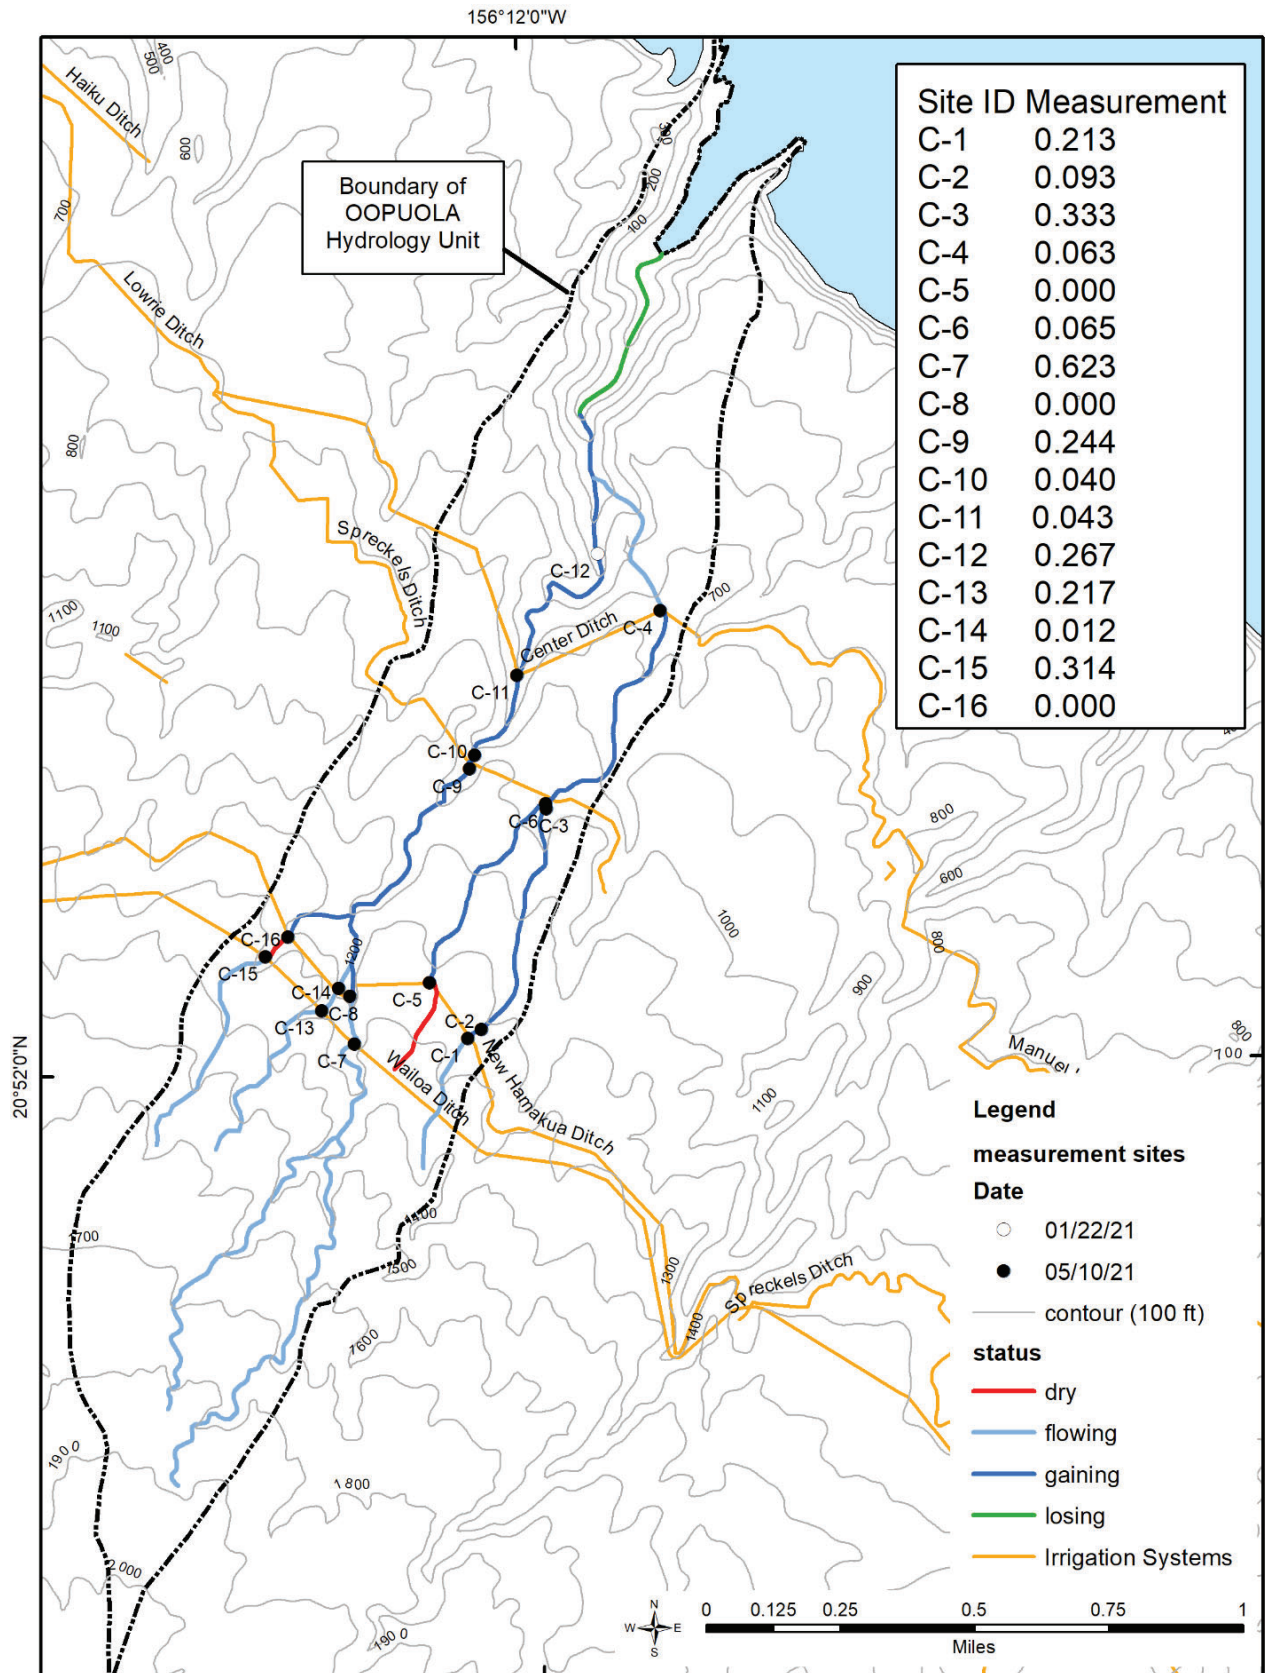 156°12'0"W
400
500
Haiku Ditch
600
300
Site ID Measurement
C-1 0.213
C-2 0.093
C-3 0.333
C-4 0.063
C-5 0.000
C-6 0.065
C-7 0.623
C-8 0.000
C-9 0.244
C-10 0.040
C-11 0.043
C-12 0.267
C-13 0.217
C-14 0.012
C-15 0.314
C-16 0.000
Boundary of
OOPUOLA
Hydrology Unit
200
700
100
Lowrie Ditch
800
Spreckels Ditch
C-12
1100
1100
700
Center Ditch
C-4
C-11
C-10
C-9
C-6
C-3
800
600
1000
800
C-16
1200
C-15
C-14
C-5
900
C-8
C-13
C-2
C-1
C-7
Wailoa Ditch
New Hamakua Ditch
800
700
Manuel
20°52'0"N
1100
Legend
measurement sites
Date
01/22/21
05/10/21
contour (100 ft)
status
dry
flowing
gaining
losing
Irrigation Systems
1700
1400
1500
1300
Spreckels Ditch
1400
1600
1900
1800
2000
1900
N
W E
S
0 0.125 0.25 0.5 0.75 1
Miles